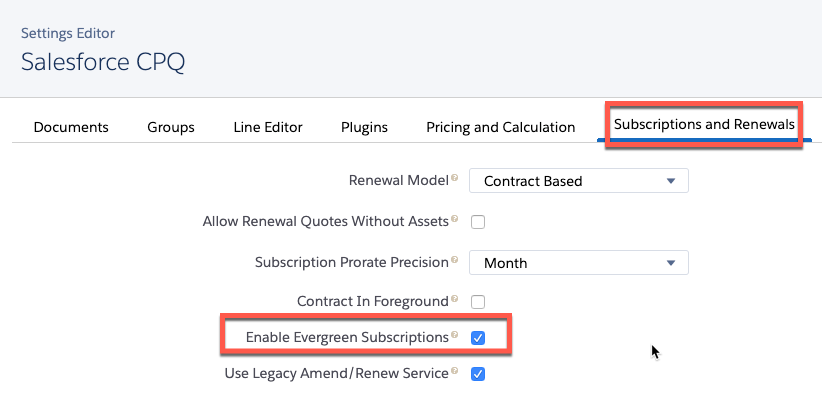 Settings Editor
Salesforce CPQ
Documents Groups Line Editor Plugins Pricing and Calculation Subscriptions and Renewals
Renewal Model ? Contract Based
Allow Renewal Quotes Without Assets ?
Subscription Prorate Precision ? Month
Contract In Foreground ?
Enable Evergreen Subscriptions ?
Use Legacy Amend/Renew Service ?